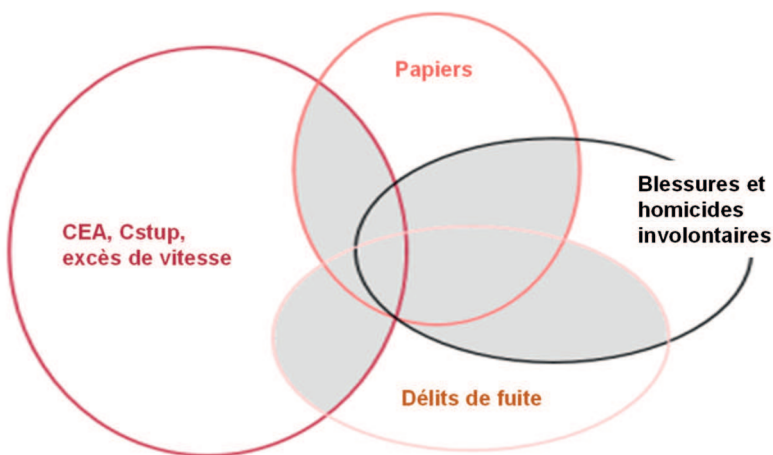 Papiers
Blessures et
homicides
involontaires
CEA, Cstup,
excès de vitesse
Délits de fuite